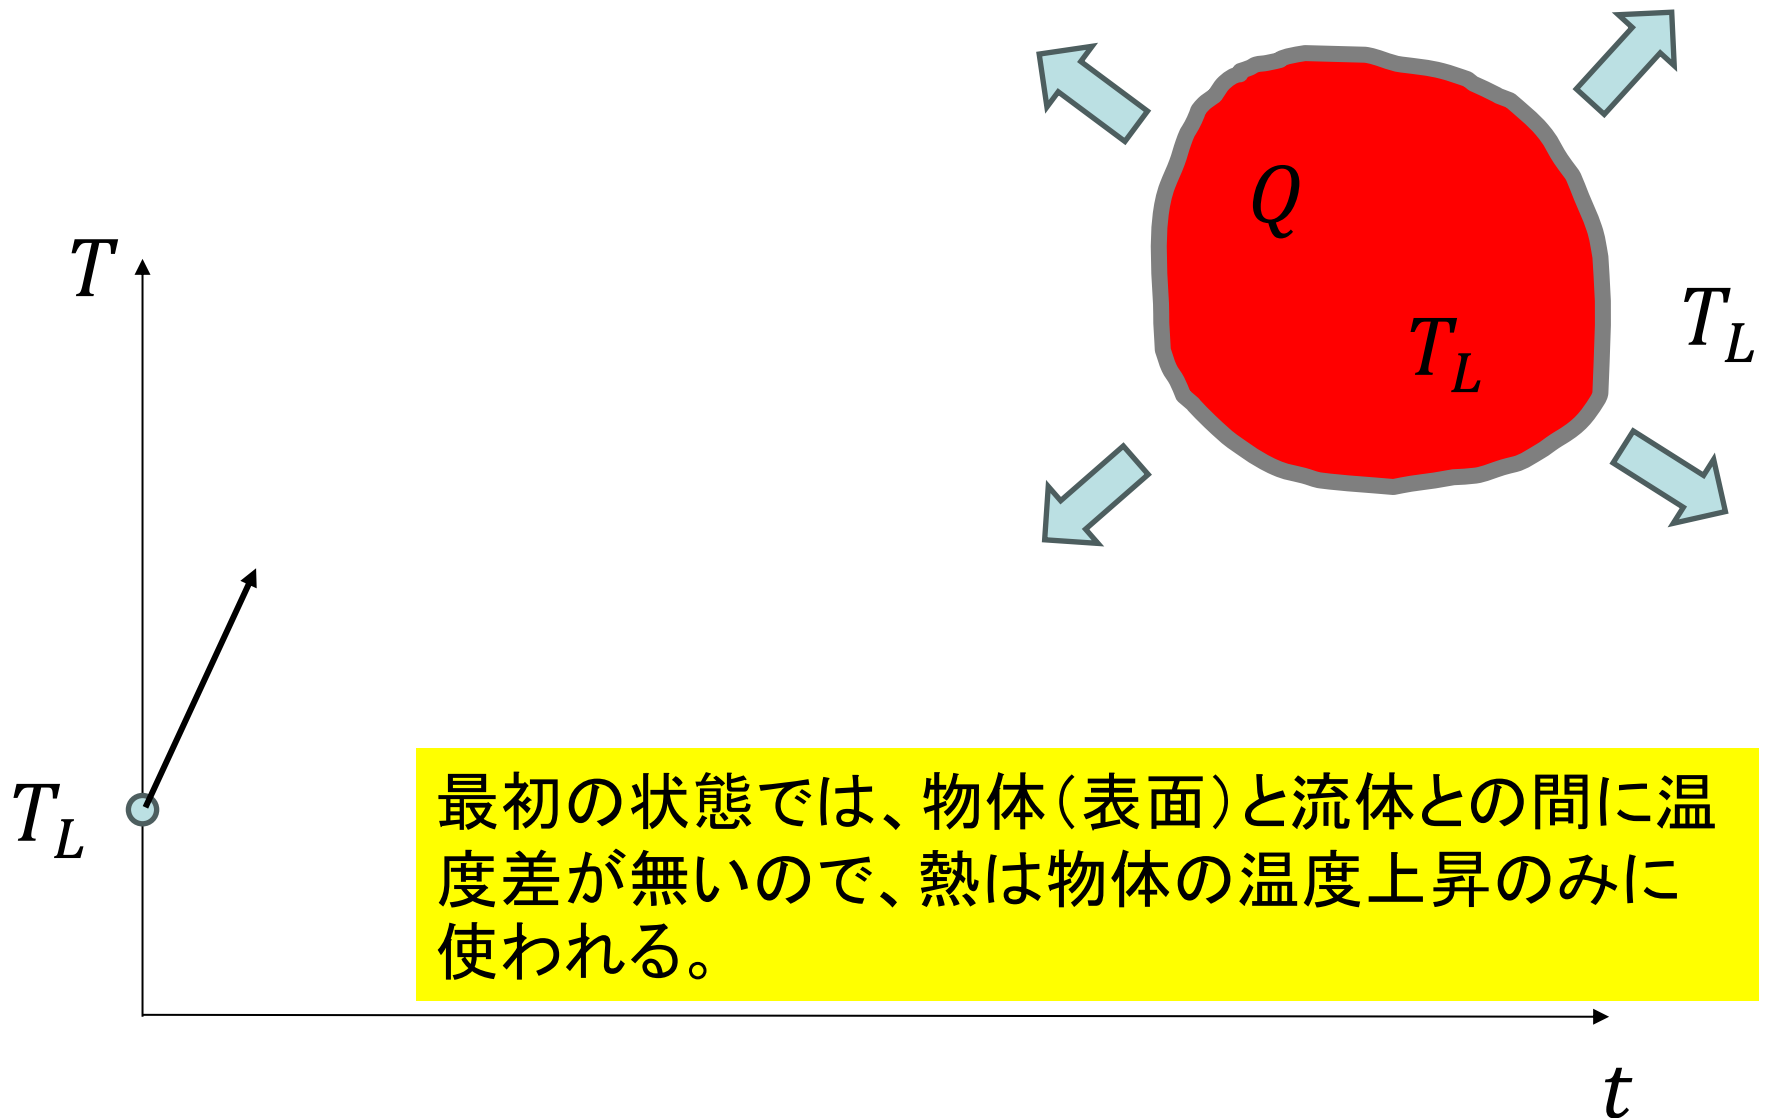 Q
T
T_L
T_L
T_L
最初の状態では、物体（表面）と流体との間に温
度差が無いので、熱は物体の温度上昇のみに
使われる。
t